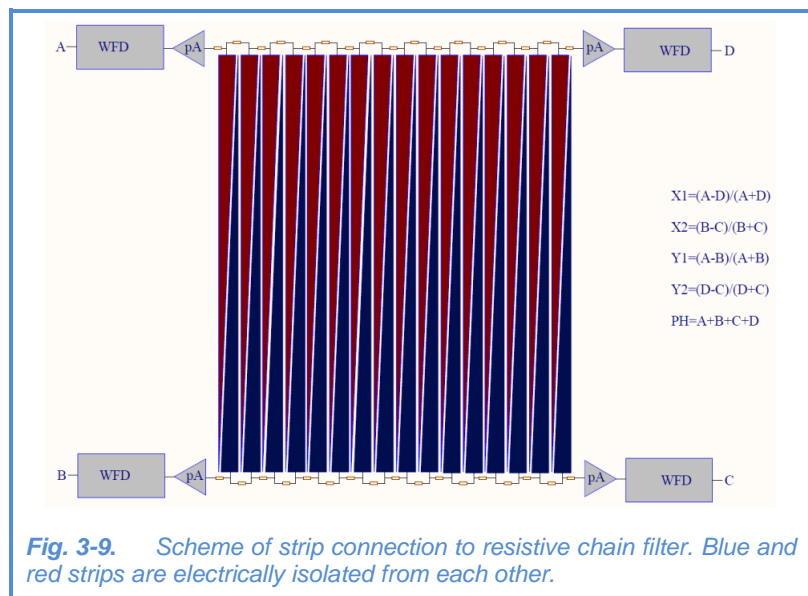 A WFD pA pA WFD D
X1=(A-D)/(A+D)
X2=(B-C)/(B+C)
Y1=(A-B)/(A+B)
Y2=(D-C)/(D+C)
PH=A+B+C+D
B WFD pA pA WFD C
Fig. 3-9. Scheme of strip connection to resistive chain filter. Blue and
red strips are electrically isolated from each other.